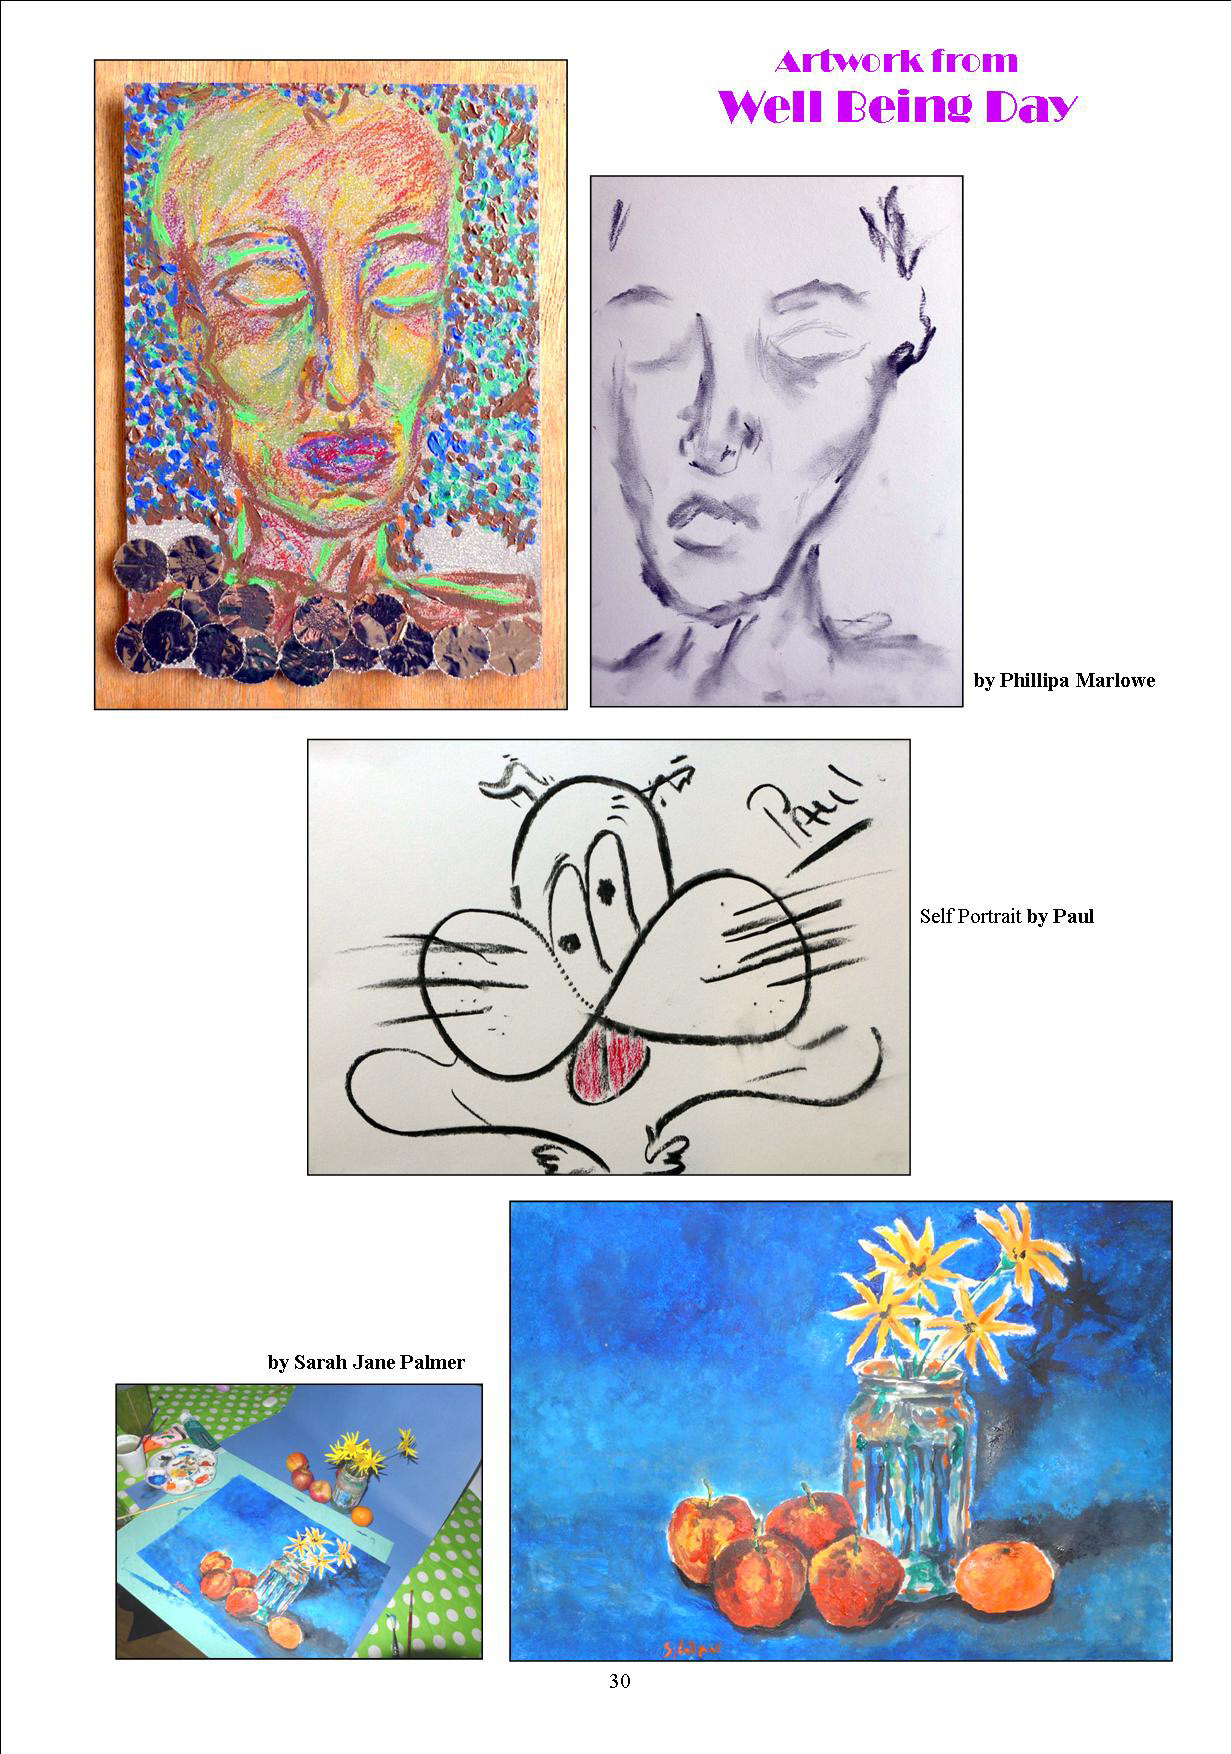 Artwork from
Well Being Day
by Phillipa Marlowe
PAUL
Self Portrait by Paul
by Sarah Jane Palmer
30